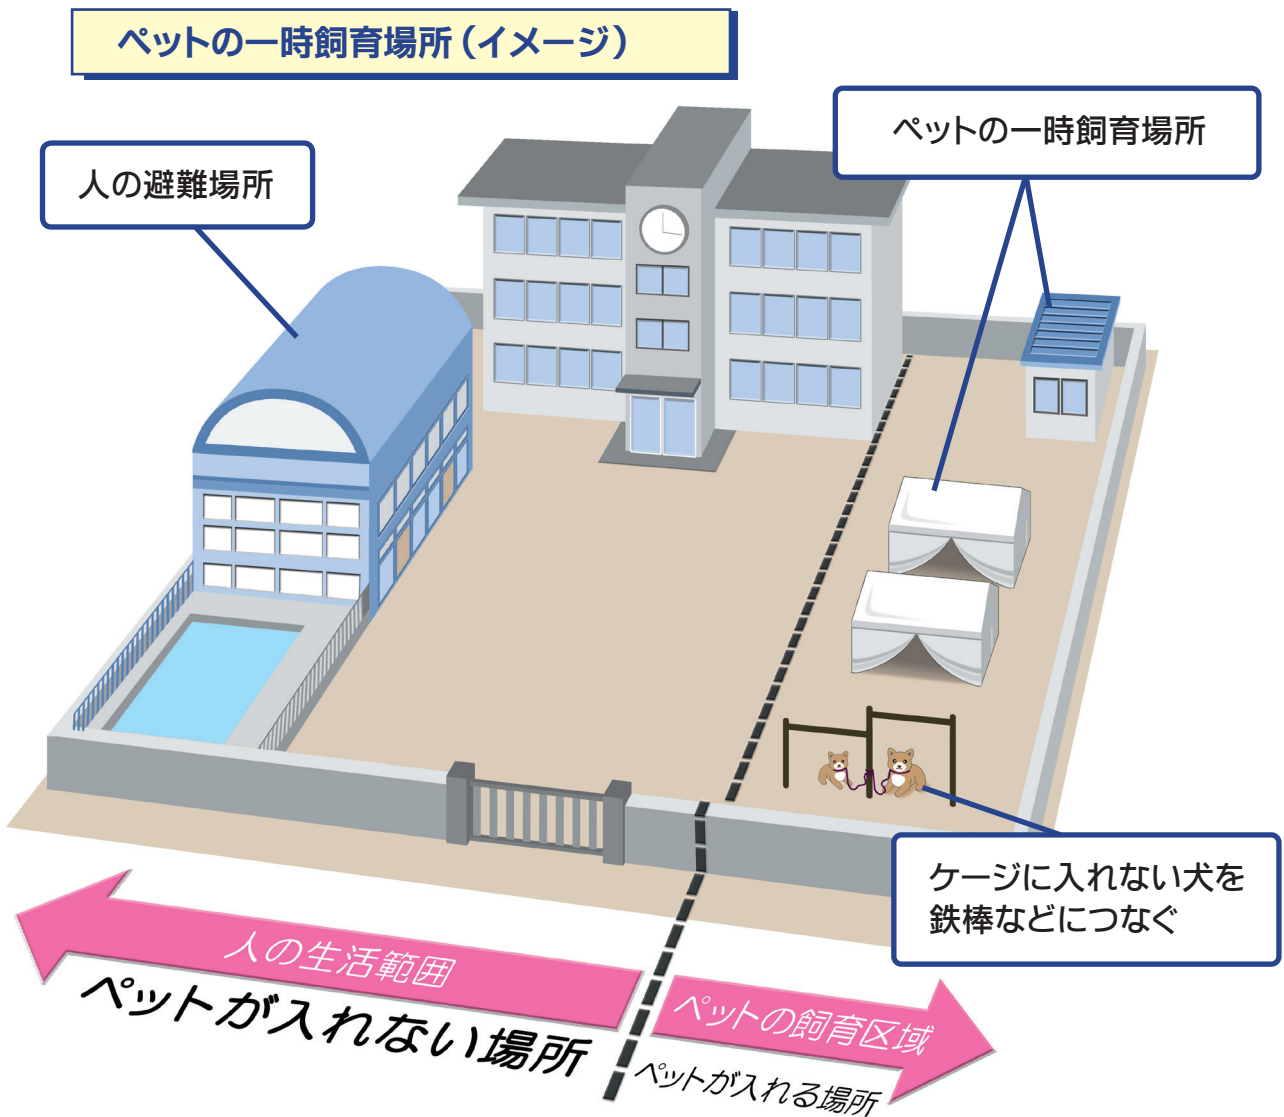 ペットの一時飼育場所（イメージ）
ペットの一時飼育場所
人の避難場所
ケージに入れない犬を
鉄棒などにつなぐ
人の生活範囲
ペットが入れない場所
ペットの飼育区域
ペットが入れる場所